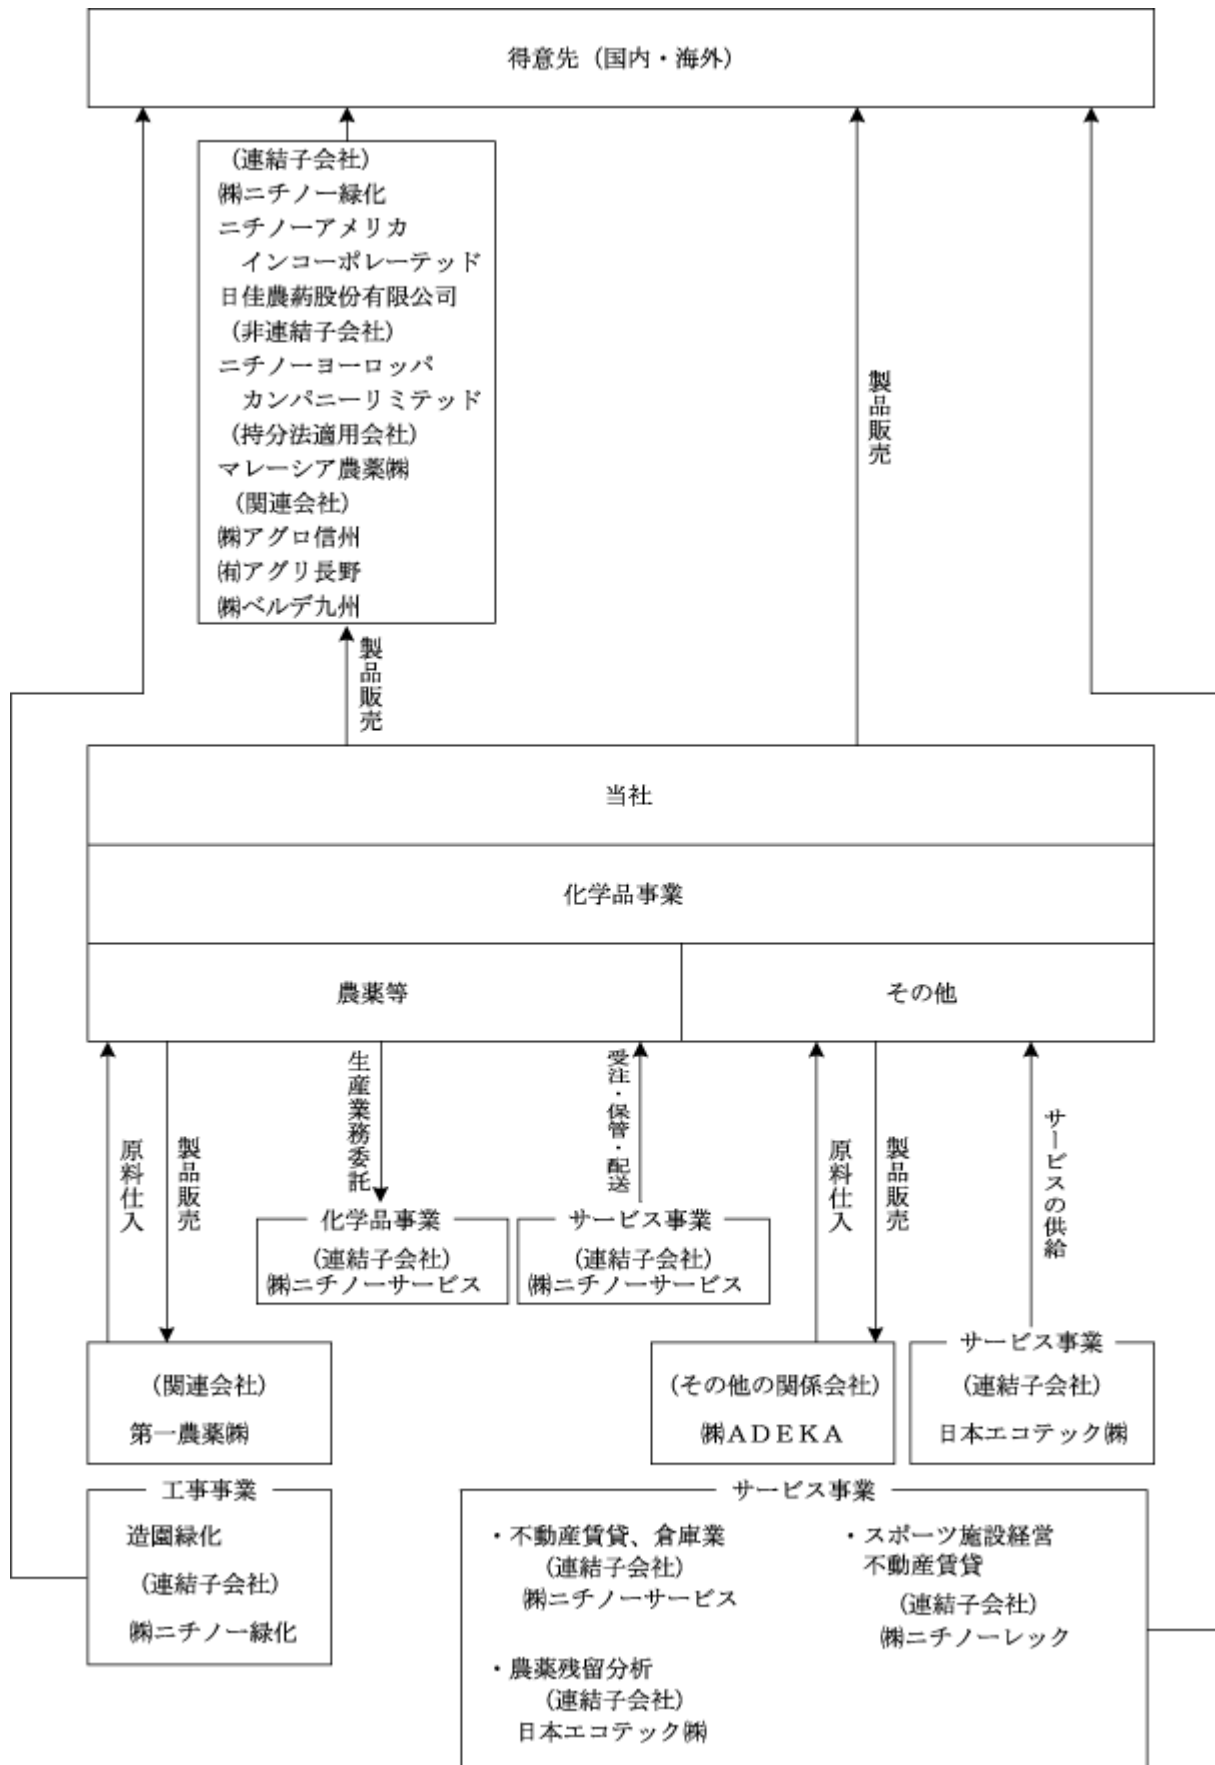 得意先（国内・海外）
（連結子会社）
㈱ニチノー緑化
ニチノーアメリカ
インコーポレーテッド
日佳農葯股份有限公司
（非連結子会社）
ニチノーヨーロッパ
カンパニーリミテッド
（持分法適用会社）
マレーシア農薬㈱
（関連会社）
㈱アグロ信州
㈲アグリ長野
㈱ベルデ九州
製品販売
製品販売
当社
化学品事業
農薬等
その他
原料仕入
製品販売
生産業務委託
受注・保管・配送
原料仕入
製品販売
サービスの供給
化学品事業
（連結子会社）
㈱ニチノーサービス
サービス事業
（連結子会社）
㈱ニチノーサービス
（関連会社）
第一農薬㈱
（その他の関係会社）
㈱ＡＤＥＫＡ
サービス事業
（連結子会社）
日本エコテック㈱
工事事業
造園緑化
（連結子会社）
㈱ニチノー緑化
サービス事業
・不動産賃貸、倉庫業
（連結子会社）
㈱ニチノーサービス
・農薬残留分析
（連結子会社）
日本エコテック㈱
・スポーツ施設経営
不動産賃貸
（連結子会社）
㈱ニチノーレック